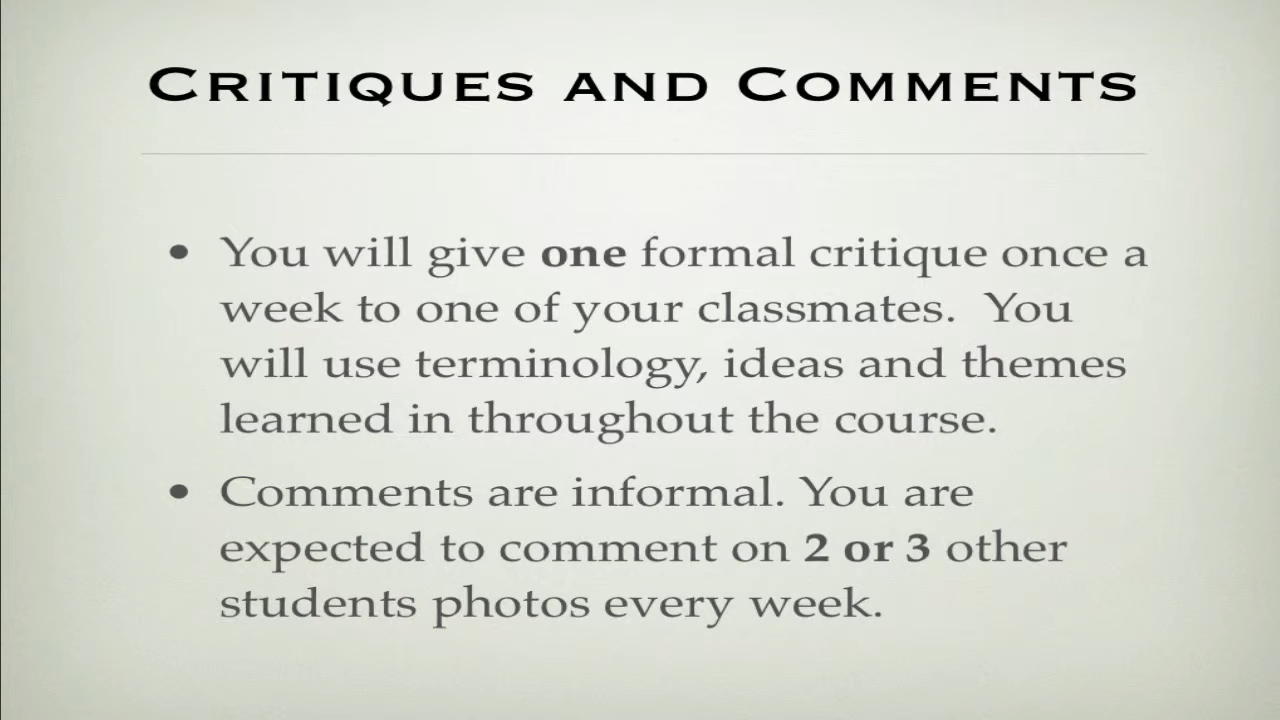 Critiques and Comments
• You will give one formal critique once a
week to one of your classmates.  You
will use terminology, ideas and themes
learned in throughout the course.
• Comments are informal. You are
expected to comment on 2 or 3 other
students photos every week.